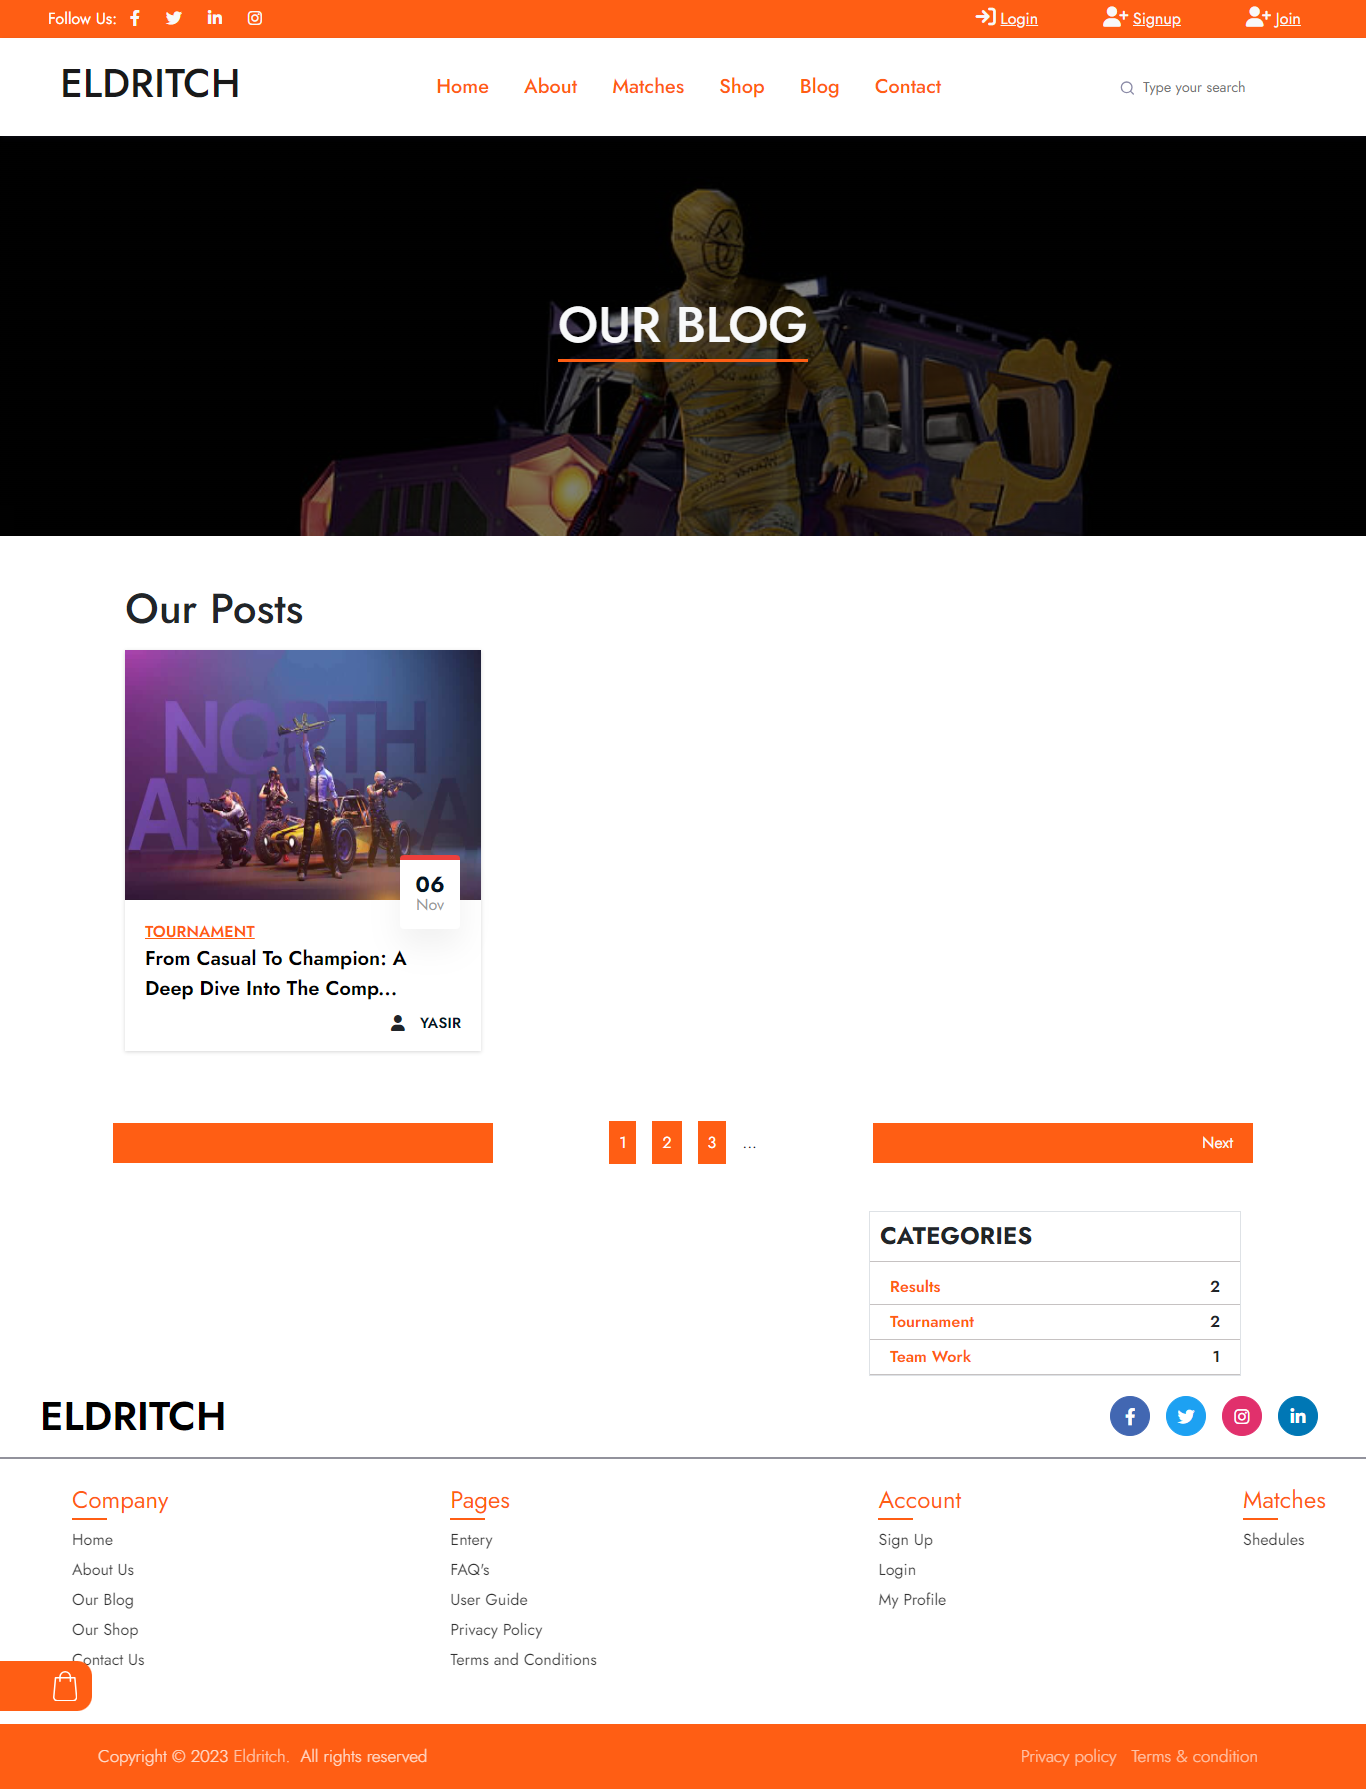 Follow Us:
Login Signup Join
ELDRITCH
Home About Matches Shop Blog Contact
Type your search
OUR BLOG
Our Posts
NORTH
AMERICA
06
Nov
TOURNAMENT
From Casual To Champion: A
Deep Dive Into The Comp...
YASIR
1 2 3 ...
Next
CATEGORIES
Results 2
Tournament 2
Team Work 1
ELDRITCH
Company
Home
About Us
Our Blog
Our Shop
Contact Us
Pages
Entery
FAQ's
User Guide
Privacy Policy
Terms and Conditions
Account
Sign Up
Login
My Profile
Matches
Shedules
Copyright © 2023 Eldritch. All rights reserved
Privacy policy Terms & condition